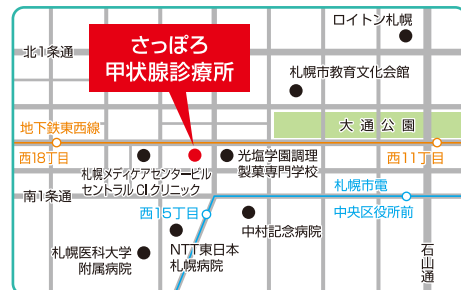 ロイトン札幌
北1条通
さっぽろ
甲状腺診療所
札幌市教育文化会館
大通公園
地下鉄東西線
西18丁目
西11丁目
札幌メディケアセンタービル
セントラルCIクリニック
光塩学園調理
製菓専門学校
南1条通
札幌市電
西15丁目
中央区役所前
中村記念病院
NTT東日本
札幌病院
札幌医科大学
附属病院
石山通